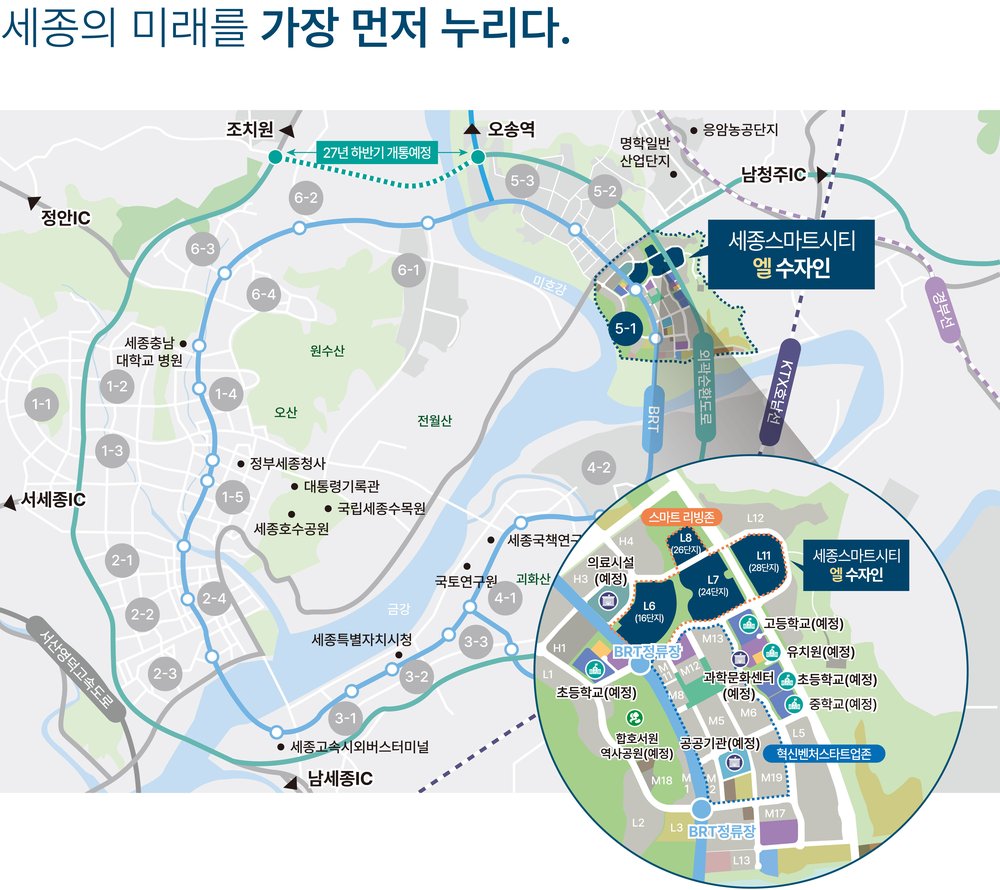 세종의 미래를 가장 먼저 누리다.
조치원
27년 하반기 개통예정
오송역
응암농공단지
명학일반
산업단지
남청주IC
정안IC
6-2
5-3
5-2
세종스마트시티
엘 수자인
6-3
6-1
6-4
미호강
5-1
경부선
세종충남
대학교 병원
원수산
외곽순환도로
KTX호남선
1-1
1-2
1-4
오산
전월산
BRT
1-3
정부세종청사
대통령기록관
국립세종수목원
세종호수공원
1-5
4-2
서세종IC
스마트 리빙존
L12
세종국책연구
H4
L8
(26단지)
L11
(28단지)
세종스마트시티
엘 수자인
2-1
국토연구원
괴화산
의료시설
(예정)
H3
L7
(24단지)
2-2
2-4
금강
4-1
L6
(16단지)
고등학교(예정)
세종특별자치시청
3-3
H1
BRT정류장
M13
유치원(예정)
서산영덕고속도로
2-3
3-2
L1
초등학교(예정)
M
11
M12
과학문화센터
(예정)
초등학교(예정)
M8
중학교(예정)
3-1
합호서원
역사공원(예정)
M5
M6
L5
세종고속시외버스터미널
공공기관(예정)
혁신벤처스타트업존
남세종IC
M18
M
1
M
2
M19
L2
L3
BRT정류장
M17
L13